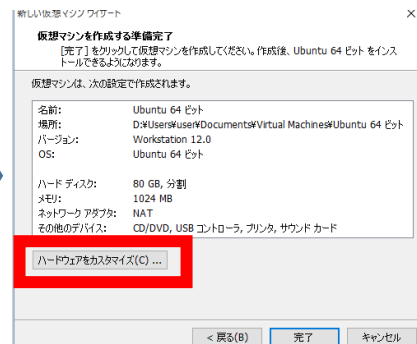 新しい仮想マシン ウィザード
仮想マシンを作成する準備完了
[完了] をクリックして仮想マシンを作成してください。作成後、Ubuntu 64 ビット をインス
トールできるようになります。
仮想マシンは、次の設定で作成されます。
名前: Ubuntu 64 ビット
場所: D:¥Users¥user¥Documents¥Virtual Machines¥Ubuntu 64 ビット
バージョン: Workstation 12.0
OS: Ubuntu 64 ビット
ハード ディスク: 80 GB, 分割
メモリ: 1024 MB
ネットワーク アダプタ: NAT
その他のデバイス: CD/DVD, USB コントローラ, プリンタ, サウンド カード
ハードウェアをカスタマイズ(C) ...
< 戻る(B) 完了 キャンセル